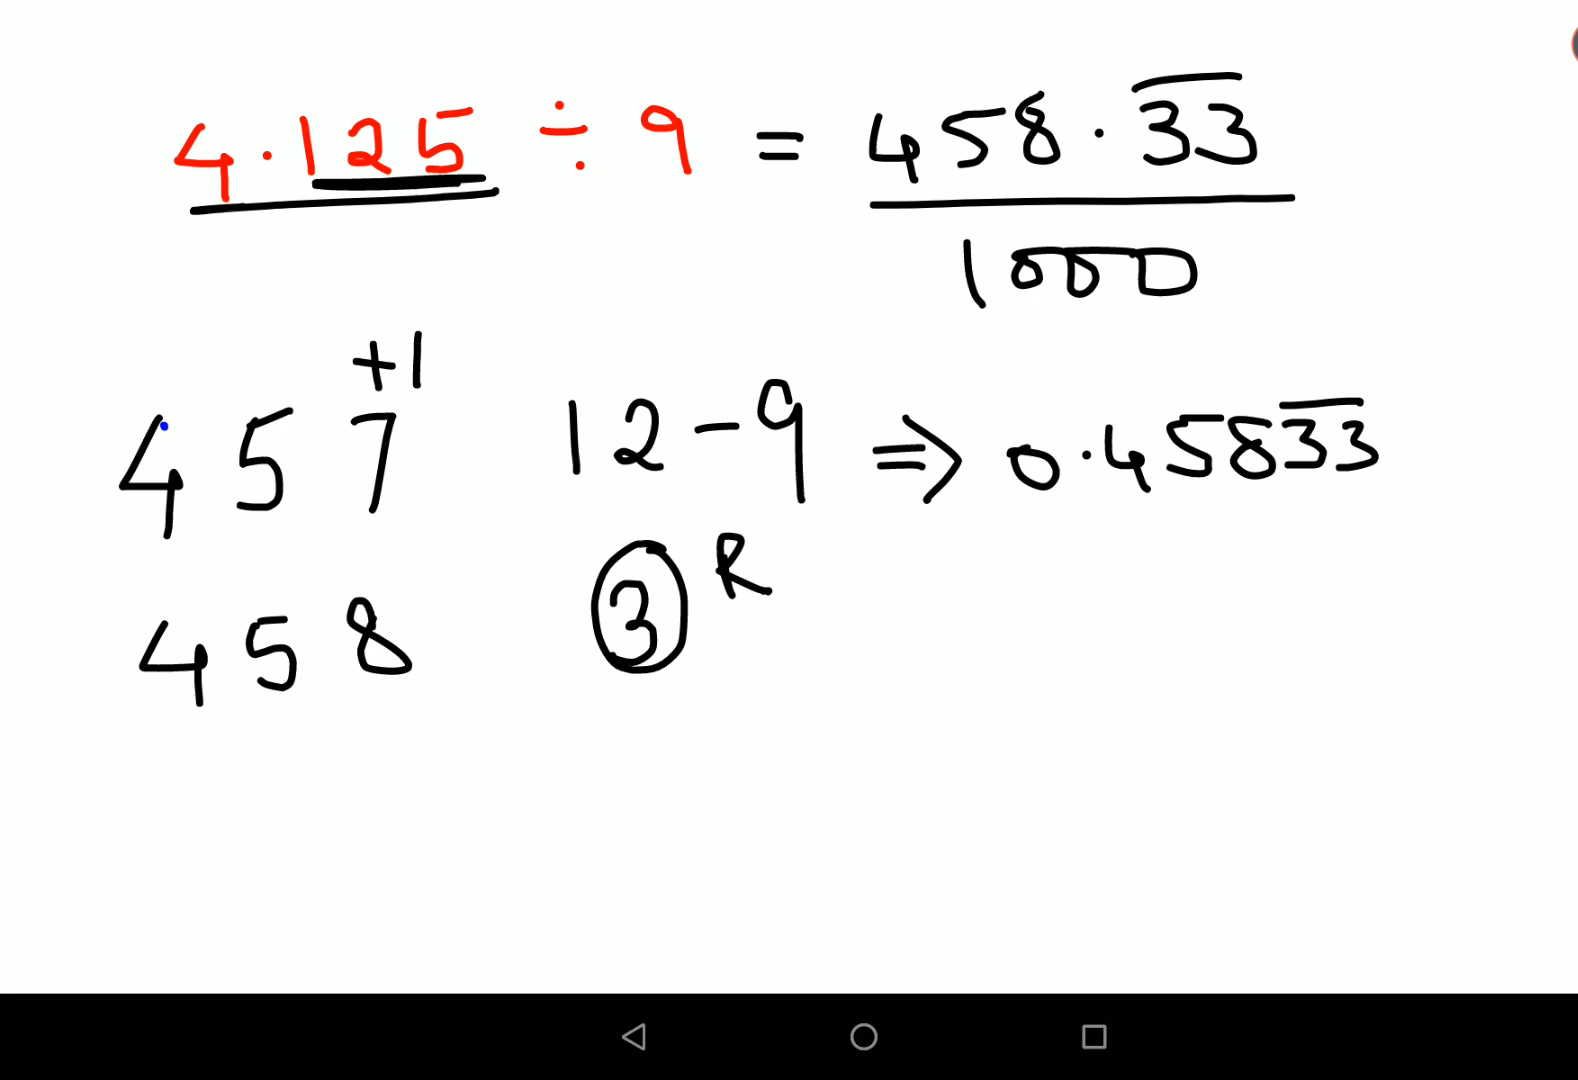 4.125 ÷ 9 = 458.3̅3̅
1000
+1
4 5 7 12-9 ⇒ 0.4583̅3̅
4 5 8 3 R